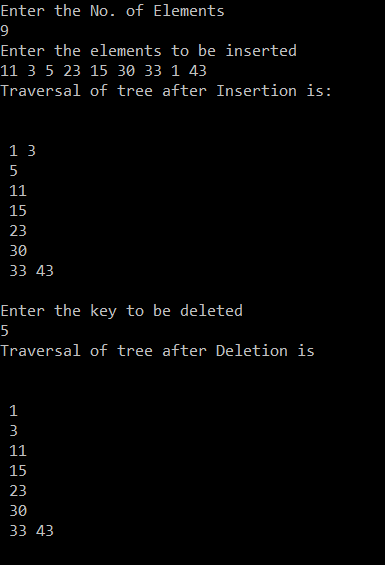 Enter the No. of Elements
9
Enter the elements to be inserted
11 3 5 23 15 30 33 1 43
Traversal of tree after Insertion is:
1 3
5
11
15
23
30
33 43
Enter the key to be deleted
5
Traversal of tree after Deletion is
1
3
11
15
23
30
33 43